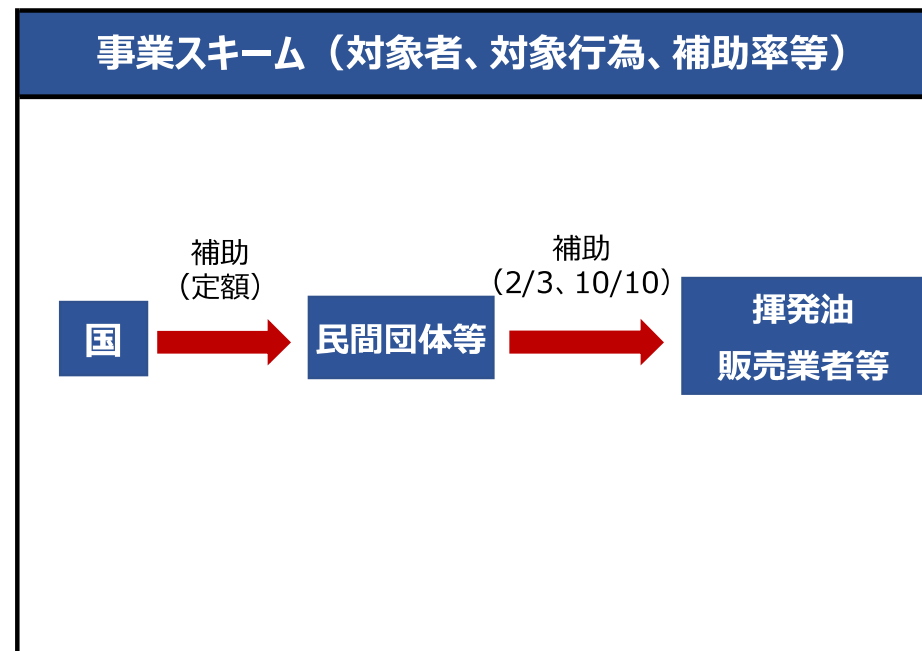 事業スキーム（対象者、対象行為、補助率等）
補助
（定額）
補助
（2/3、10/10）
国
民間団体等
揮発油
販売業者等